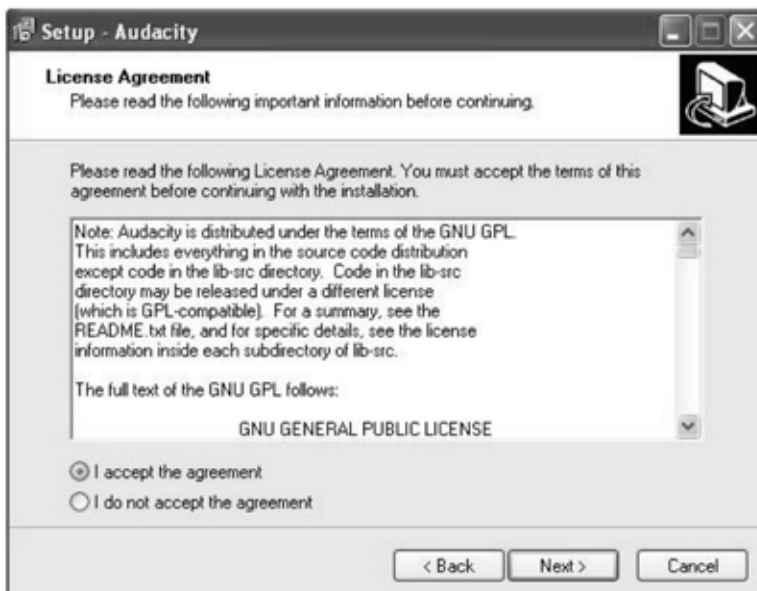 Setup - Audacity
License Agreement
Please read the following important information before continuing.
Please read the following License Agreement. You must accept the terms of this
agreement before continuing with the installation.
Note: Audacity is distributed under the terms of the GNU GPL.
This includes everything in the source code distribution
except code in the lib-src directory.  Code in the lib-src
directory may be released under a different license
(which is GPL-compatible).  For a summary, see the
README.txt file, and for specific details, see the license
information inside each subdirectory of lib-src.
The full text of the GNU GPL follows:
GNU GENERAL PUBLIC LICENSE
I accept the agreement
I do not accept the agreement
< Back
Next >
Cancel